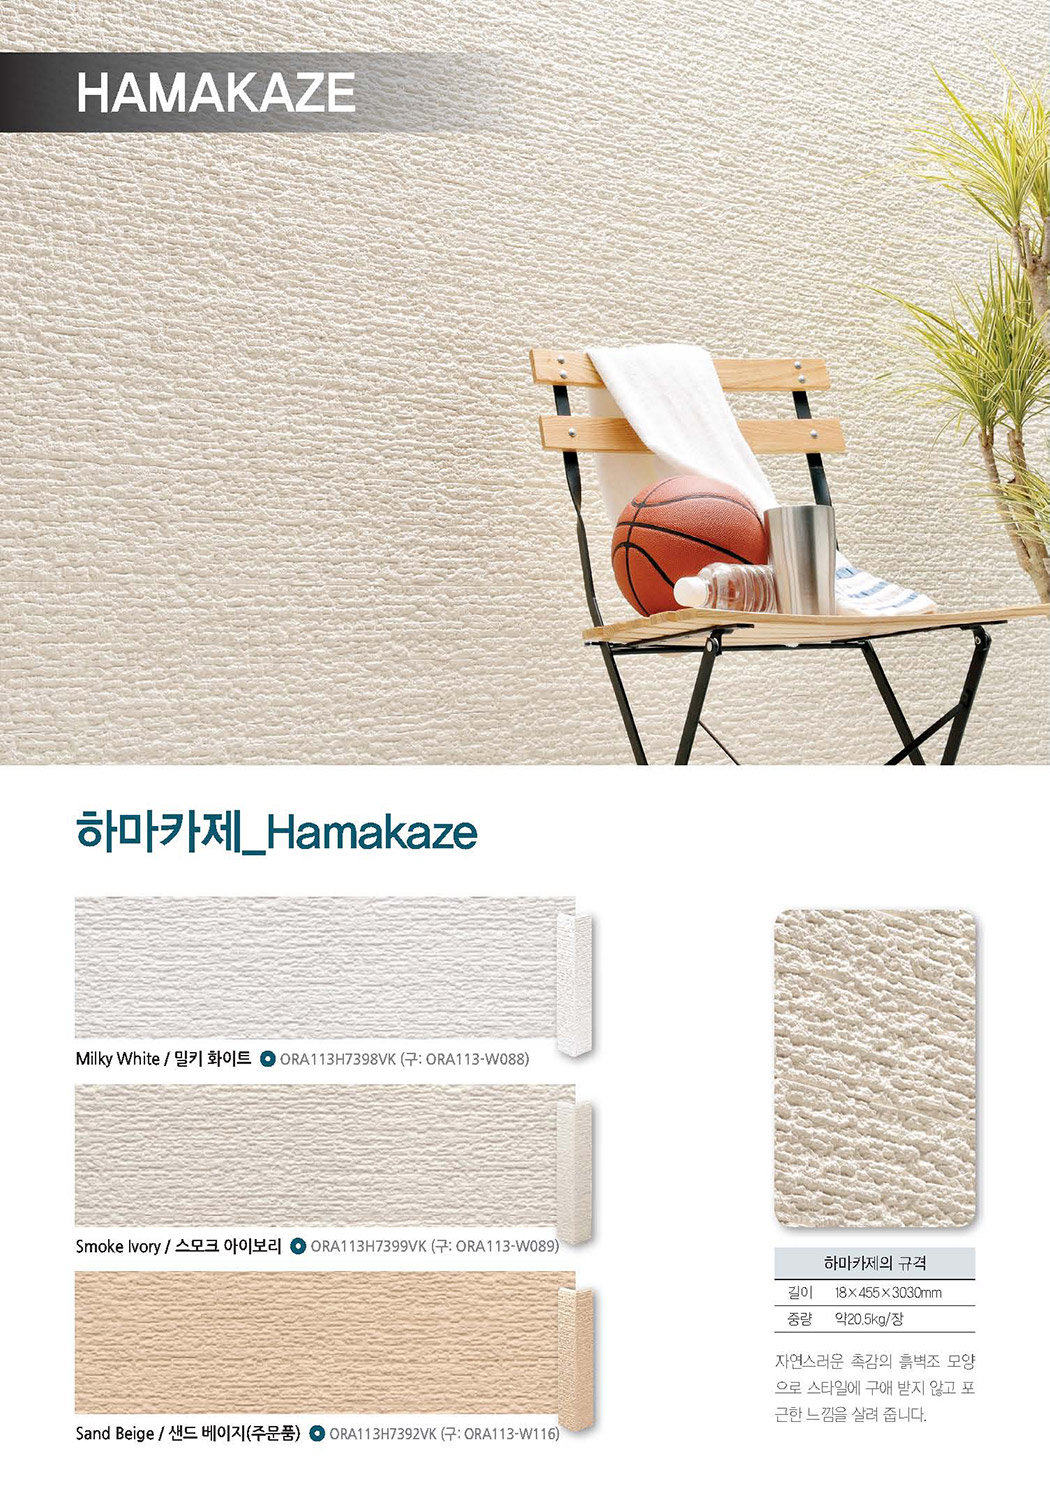 HAMAKAZE
하마카제_Hamakaze
Milky White / 밀키 화이트 ORA113H7398VK (구: ORA113-W088)
Smoke Ivory / 스모크 아이보리 ORA113H7399VK (구: ORA113-W089)
Sand Beige / 샌드 베이지(주문품) ORA113H7392VK (구: ORA113-W116)
하마카제의 규격
길이 18×455×3030mm
중량 약20.5kg/장
자연스러운 촉감의 흙벽조 모양
으로 스타일에 구애 받지 않고 포
근한 느낌을 살려 줍니다.